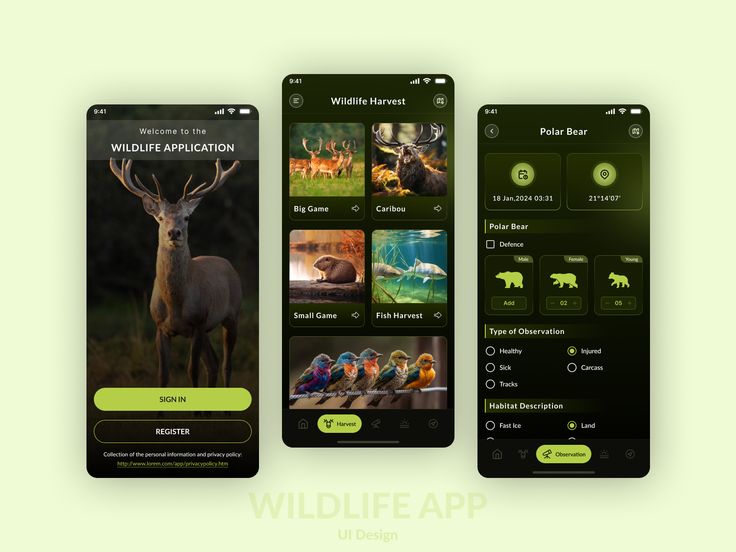 9:41
Welcome to the
WILDLIFE APPLICATION
SIGN IN
REGISTER
Collection of the personal information and privacy policy:
http://www.loremm.com/app/privacypolicy.htm
9:41
Wildlife Harvest
Big Game
Caribou
Small Game
Fish Harvest
Harvest
9:41
Polar Bear
18 Jan,2024 03:31
21°14'07'
Polar Bear
Defence
Male
Female
Young
Add
− 02 +
− 05 +
Type of Observation
Healthy
Injured
Sick
Carcass
Tracks
Habitat Description
Fast Ice
Land
Observation
WILDLIFE APP
UI Design